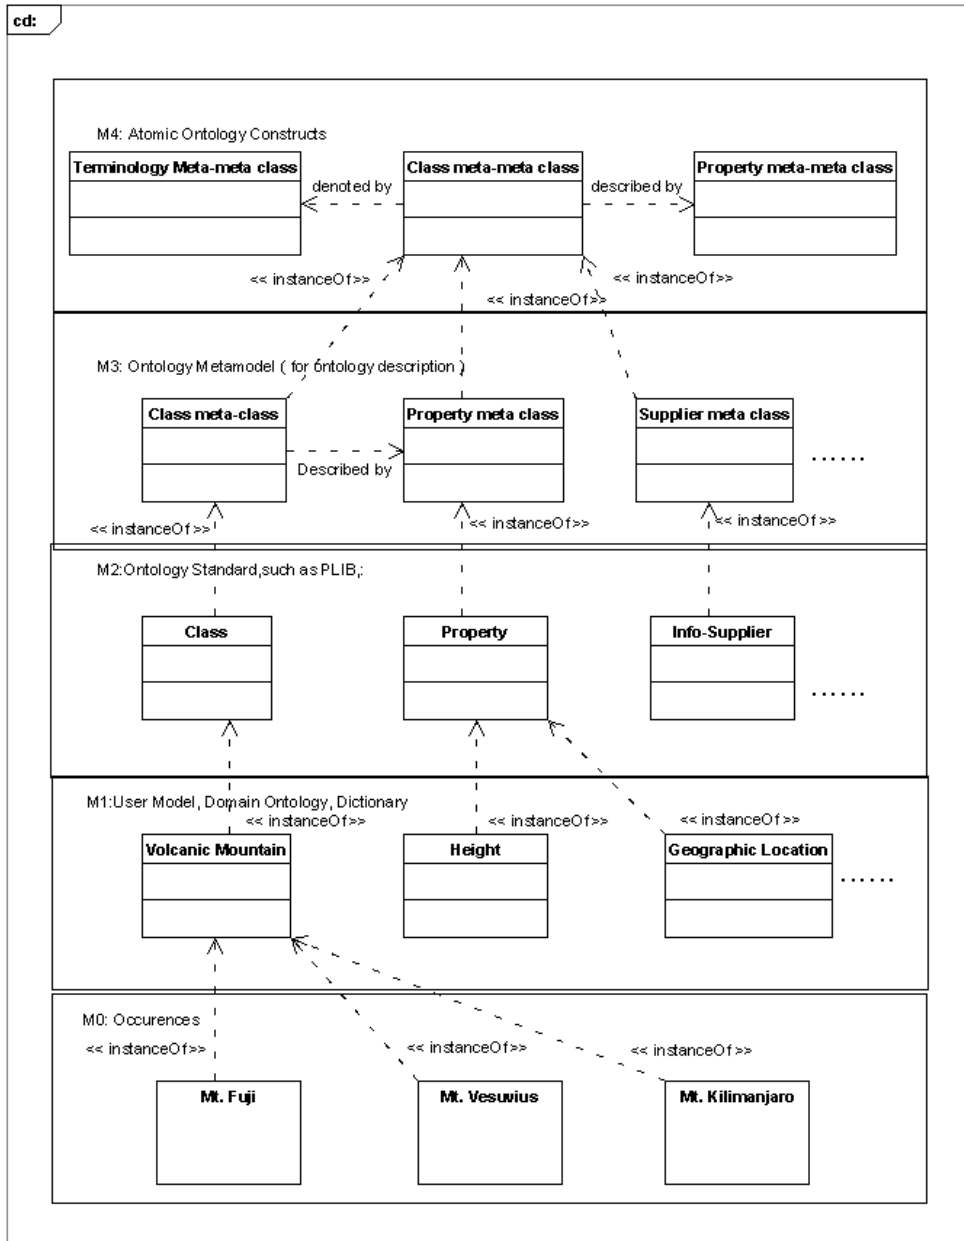 cd:
M4: Atomic Ontology Constructs
Terminology Meta-meta class
Class meta-meta class
Property meta-meta class
denoted by
described by
<< instanceOf>>
<< instanceOf>>
<< instanceOf>>
M3: Ontology Metamodel ( for ontology description )
Class meta-class
Property meta class
Supplier meta class
Described by
......
<< instanceOf>>
<< instanceOf>>
<< instanceOf>>
M2:Ontology Standard,such as PLIB,:
Class
Property
Info-Supplier
......
M1:User Model, Domain Ontology, Dictionary
<< instanceOf>>
<< instanceOf>>
<< instanceOf>>
Volcanic Mountain
Height
Geographic Location
......
M0: Occurences
<< instanceOf>>
<< instanceOf>>
<< instanceOf>>
Mt. Fuji
Mt. Vesuvius
Mt. Kilimanjaro